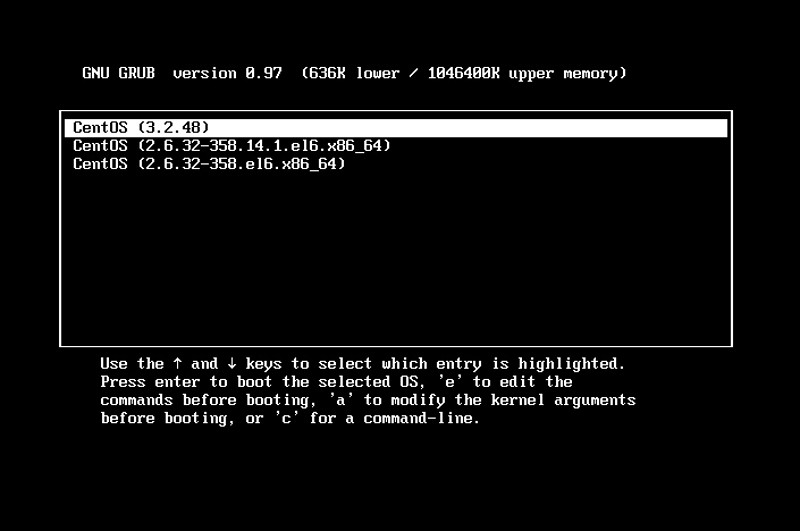 GNU GRUB  version 0.97  (636K lower / 1046400K upper memory)
CentOS (3.2.48)
CentOS (2.6.32-358.14.1.el6.x86_64)
CentOS (2.6.32-358.el6.x86_64)
Use the ↑ and ↓ keys to select which entry is highlighted.
Press enter to boot the selected OS, 'e' to edit the
commands before booting, 'a' to modify the kernel arguments
before booting, or 'c' for a command-line.